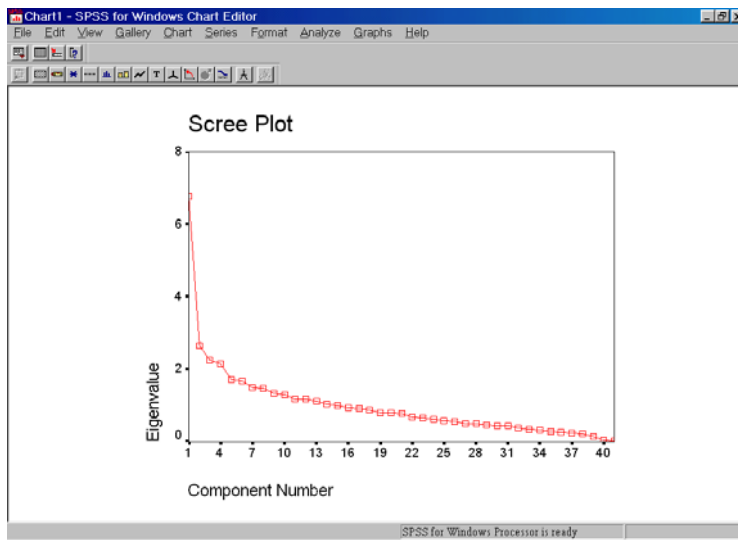 Chart1 - SPSS for Windows Chart Editor
File Edit View Gallery Chart Series Format Analyze Graphs Help
T
Scree Plot
8
6
4
2
0
Eigenvalue
1 4 7 10 13 16 19 22 25 28 31 34 37 40
Component Number
SPSS for Windows Processor is ready